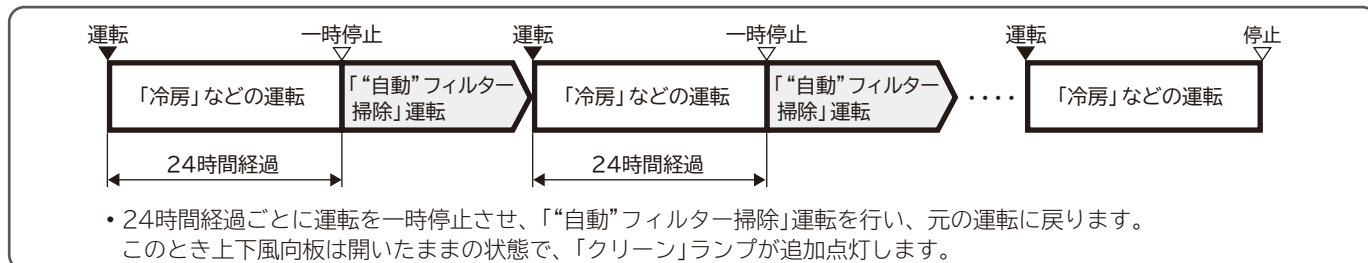 運転 一時停止 運転 一時停止 運転 停止
「冷房」などの運転 「“自動”フィルター掃除」運転 「冷房」などの運転 「“自動”フィルター掃除」運転 ････ 「冷房」などの運転
24時間経過 24時間経過
• 24時間経過ごとに運転を一時停止させ、「“自動”フィルター掃除」運転を行い、元の運転に戻ります。
このとき上下風向板は開いたままの状態で、「クリーン」ランプが追加点灯します。